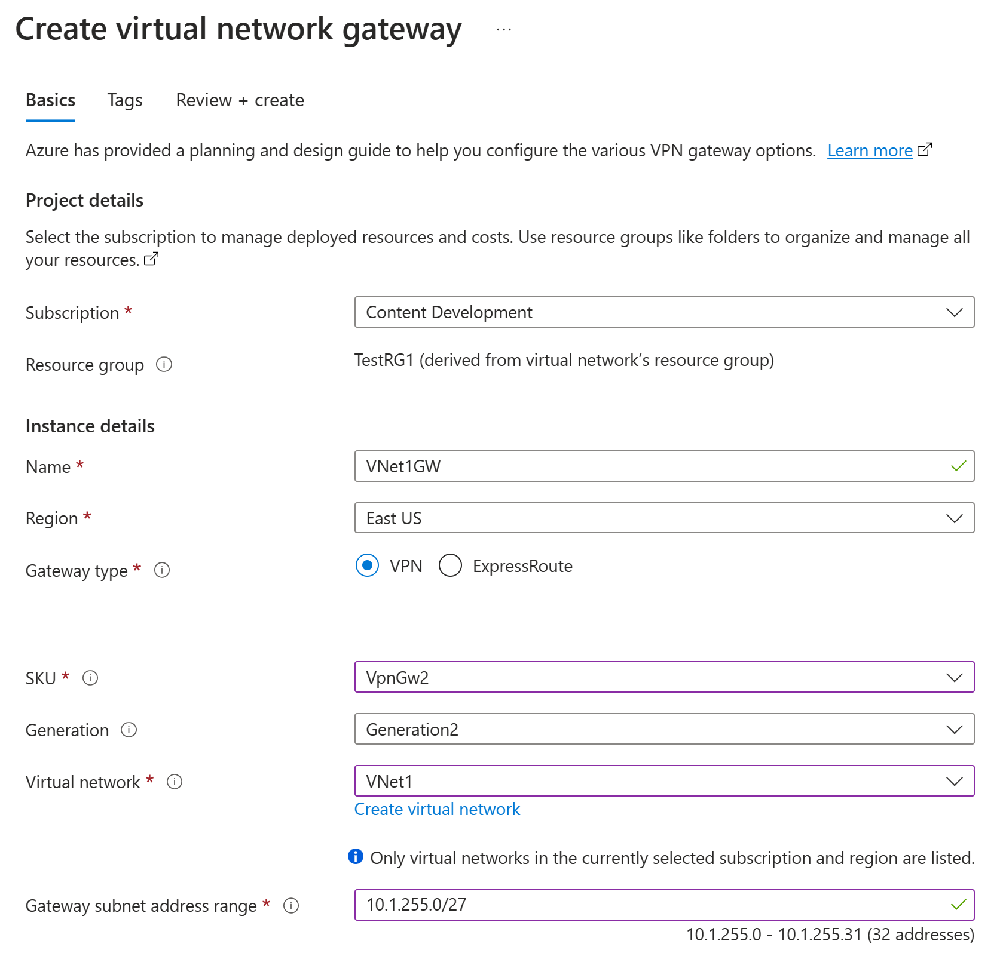 Create virtual network gateway ...
Basics Tags Review + create
Azure has provided a planning and design guide to help you configure the various VPN gateway options. Learn more
Project details
Select the subscription to manage deployed resources and costs. Use resource groups like folders to organize and manage all
your resources.
Subscription * Content Development
Resource group TestRG1 (derived from virtual network’s resource group)
Instance details
Name * VNet1GW
Region * East US
Gateway type * VPN ExpressRoute
SKU * VpnGw2
Generation Generation2
Virtual network * VNet1
Create virtual network
Only virtual networks in the currently selected subscription and region are listed.
Gateway subnet address range * 10.1.255.0/27
10.1.255.0 - 10.1.255.31 (32 addresses)